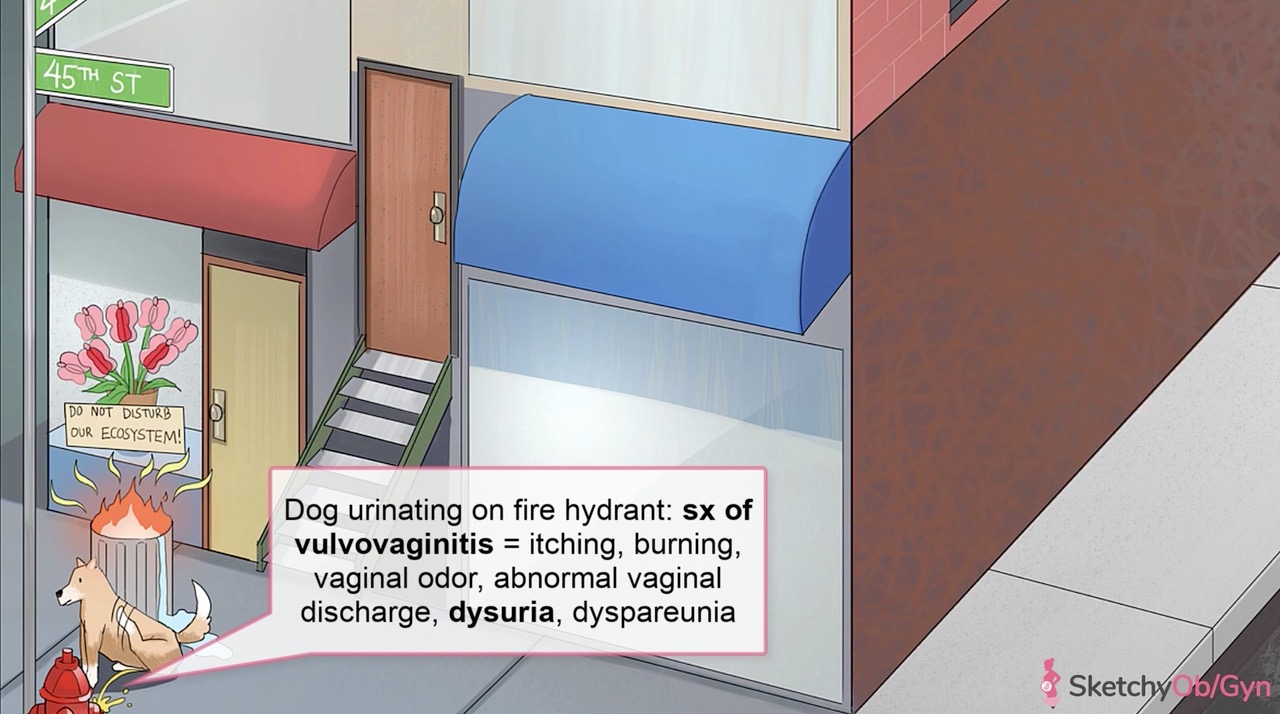 4
45TH ST
DO NOT DISTURB
OUR ECOSYSTEM!
Dog urinating on fire hydrant: sx of
vulvovaginitis = itching, burning,
vaginal odor, abnormal vaginal
discharge, dysuria, dyspareunia
SketchyOb/Gyn